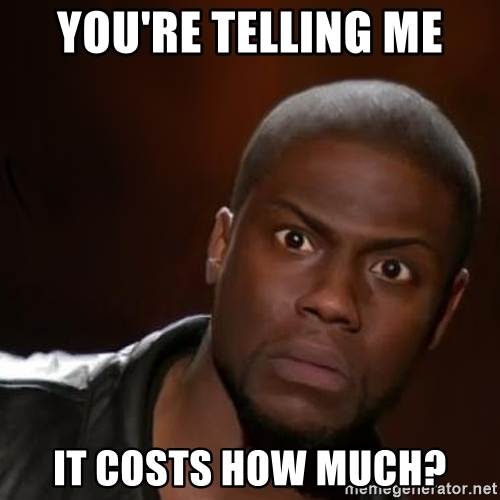 YOU'RE TELLING ME
IT COSTS HOW MUCH?
memegenerator.net